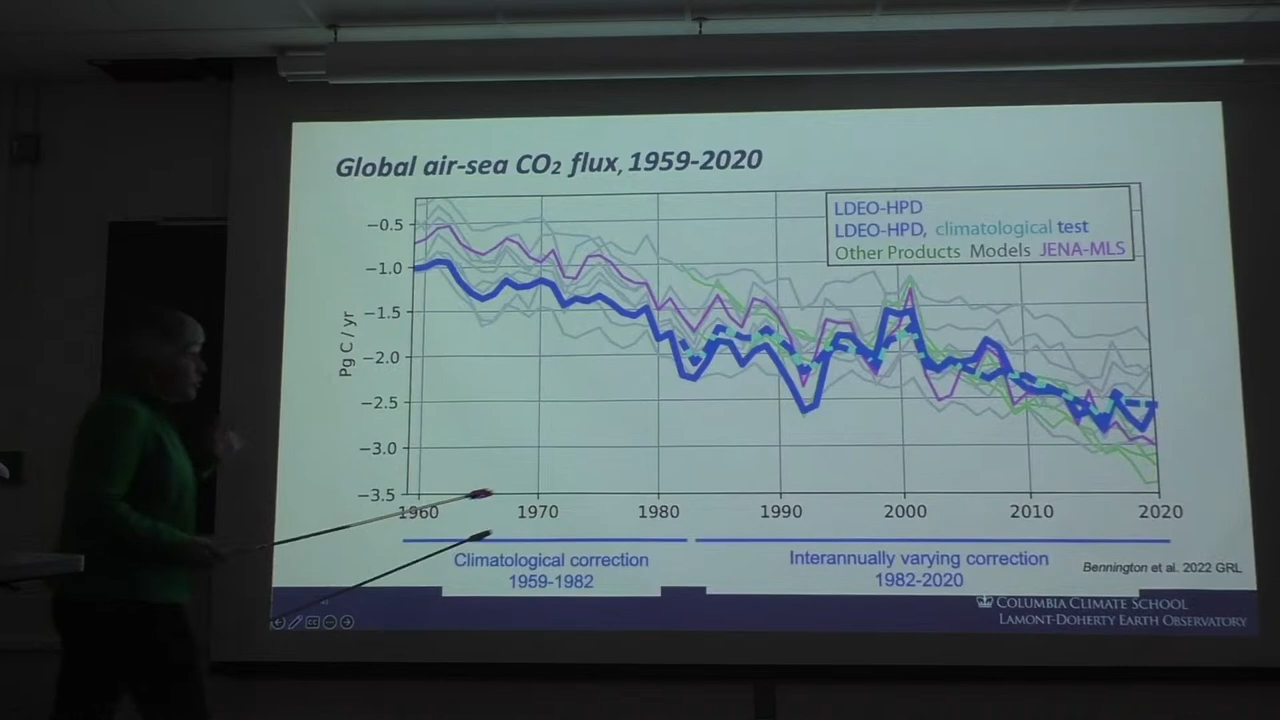 Global air-sea CO₂ flux, 1959-2020
LDEO-HPD
LDEO-HPD, climatological test
Other Products Models JENA-MLS
Pg C / yr
−0.5
−1.0
−1.5
−2.0
−2.5
−3.0
−3.5
1960 1970 1980 1990 2000 2010 2020
Climatological correction
1959-1982
Interannually varying correction
1982-2020
Bennington et al. 2022 GRL
COLUMBIA CLIMATE SCHOOL
LAMONT-DOHERTY EARTH OBSERVATORY